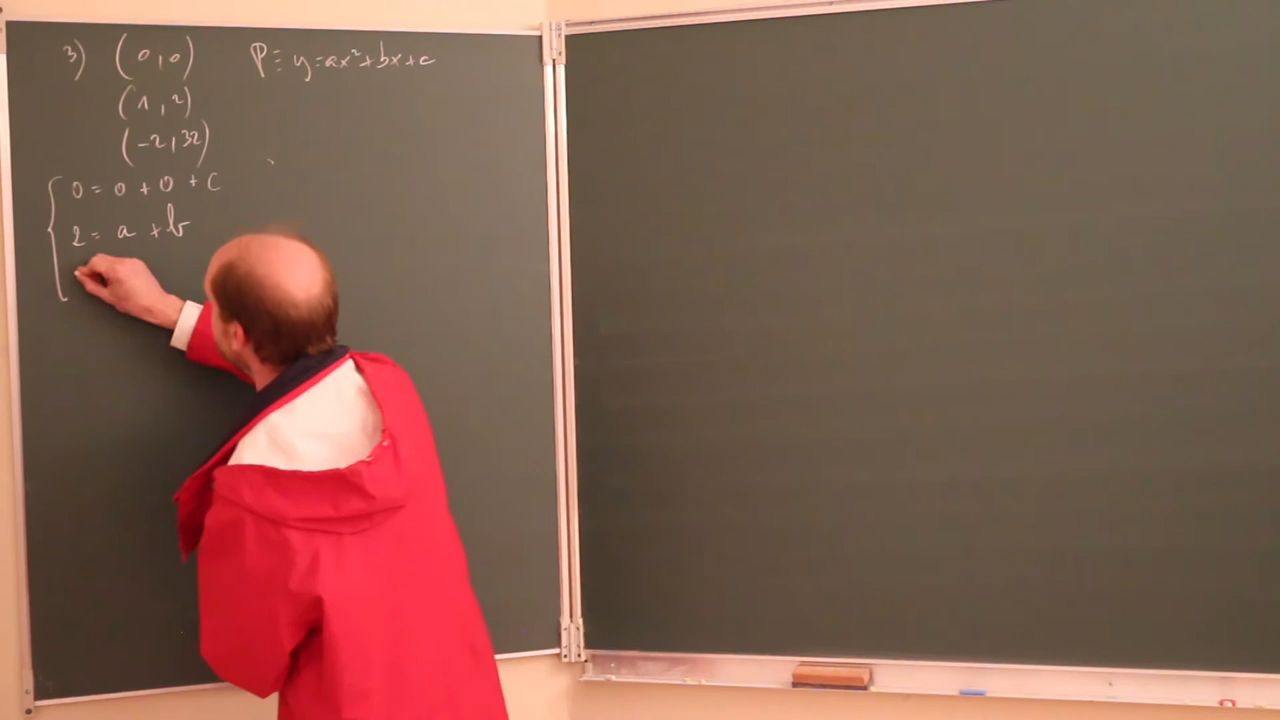 3) (0,0) P≡y=ax²+bx+c
(1,2)
(-2,32)
0 = 0 + 0 + c
2 = a + b